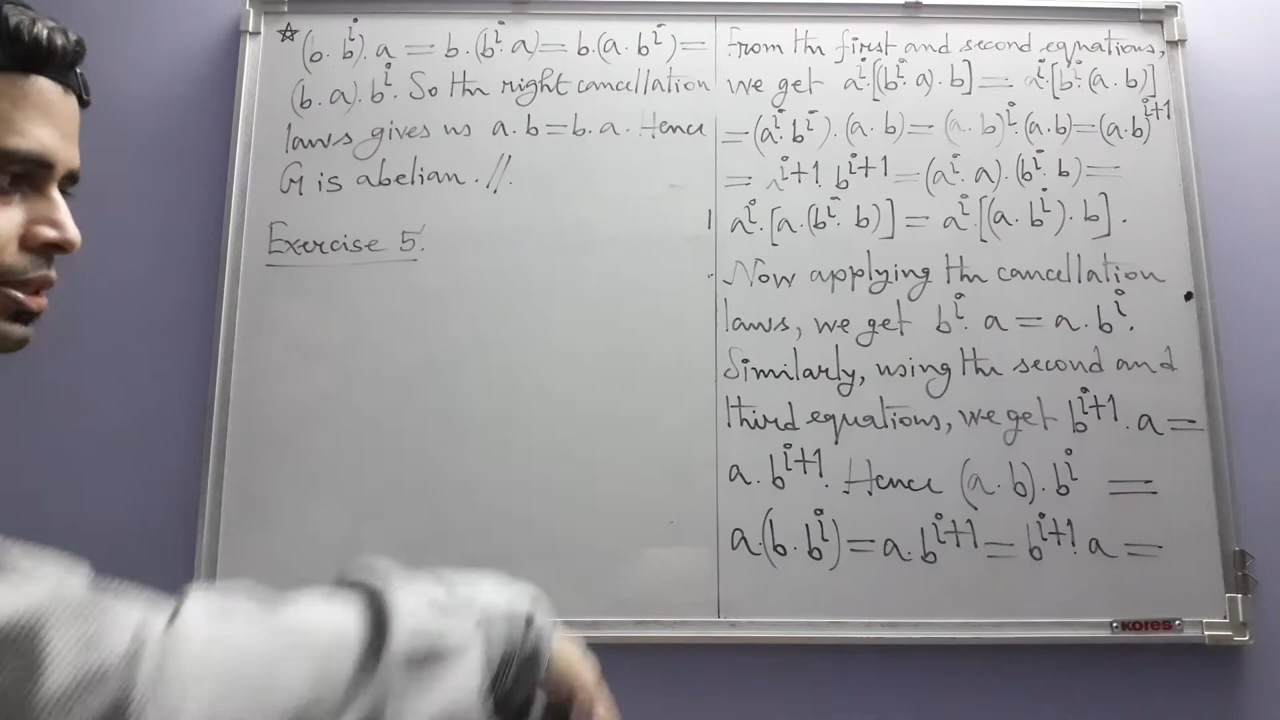 ☆ (b.b^i).a = b.(b^i.a) = b.(a.b^i) =
(b.a).b^i. So the right cancellation
laws gives us a.b=b.a. Hence
G is abelian.//.
Exercise 5.
From the first and second equations,
we get a^i.[(b^i.a).b] = a^i.[b^i.(a.b)]
=(a^i.b^i).(a.b)=(a.b)^i.(a.b)=(a.b)^{i+1}
= a^{i+1}.b^{i+1} = (a^i.a).(b^i.b) =
a^i.[a.(b^i.b)] = a^i.[(a.b^i).b].
Now applying the cancellation
laws, we get b^i.a = a.b^i.
Similarly, using the second and
third equations, we get b^{i+1}.a =
a.b^{i+1}. Hence (a.b).b^i =
a.(b.b^i) = a.b^{i+1} = b^{i+1}.a =
KORES